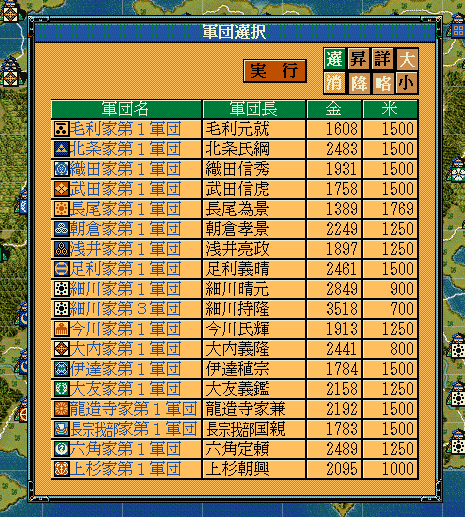 軍団選択
実行
選 昇 詳 大
消 降 略 小
軍団名 軍団長 金 米
毛利家第1軍団 毛利元就 1608 1500
北条家第1軍団 北条氏綱 2483 1500
織田家第1軍団 織田信秀 1931 1500
武田家第1軍団 武田信虎 1758 1500
長尾家第1軍団 長尾為景 1389 1769
朝倉家第1軍団 朝倉孝景 2249 1250
浅井家第1軍団 浅井亮政 1897 1250
足利家第1軍団 足利義晴 2461 1500
細川家第1軍団 細川晴元 2849 900
細川家第3軍団 細川持隆 3518 700
今川家第1軍団 今川氏輝 1913 1250
大内家第1軍団 大内義隆 2441 800
伊達家第1軍団 伊達稙宗 1784 1500
大友家第1軍団 大友義鑑 2158 1250
龍造寺家第1軍団 龍造寺家兼 2192 1500
長宗我部家第1軍団 長宗我部国親 1783 1500
六角家第1軍団 六角定頼 2489 1250
上杉家第1軍団 上杉朝興 2095 1000